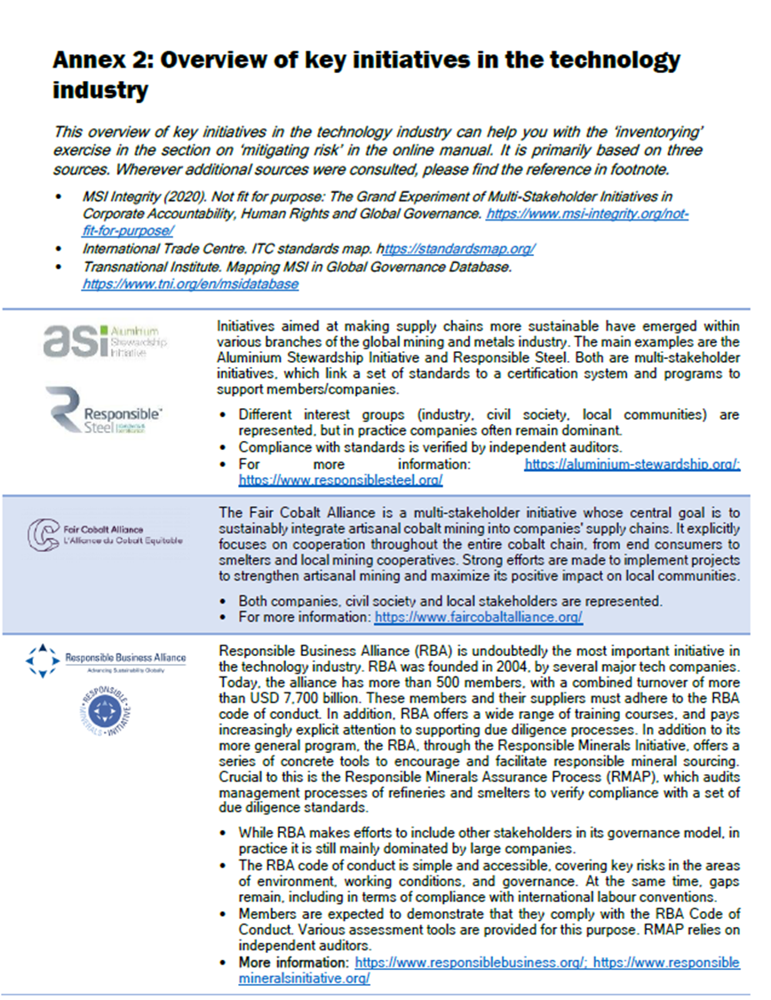 Annex 2: Overview of key initiatives in the technology
industry
This overview of key initiatives in the technology industry can help you with the 'inventorying'
exercise in the section on 'mitigating risk' in the online manual. It is primarily based on three
sources. Wherever additional sources were consulted, please find the reference in footnote.
• MSI Integrity (2020). Not fit for purpose: The Grand Experiment of Multi-Stakeholder Initiatives in
Corporate Accountability, Human Rights and Global Governance. https://www.msi-integrity.org/not-
fit-for-purpose/
• International Trade Centre. ITC standards map. https://standardsmap.org/
• Transnational Institute. Mapping MSI in Global Governance Database.
https://www.tni.org/en/msidatabase
asi Aluminium
Stewardship
Initiative
Responsible™
Steel
Initiatives aimed at making supply chains more sustainable have emerged within
various branches of the global mining and metals industry. The main examples are the
Aluminium Stewardship Initiative and Responsible Steel. Both are multi-stakeholder
initiatives, which link a set of standards to a certification system and programs to
support members/companies.
• Different interest groups (industry, civil society, local communities) are
represented, but in practice companies often remain dominant.
• Compliance with standards is verified by independent auditors.
• For more information: https://aluminium-stewardship.org/;
https://www.responsiblesteel.org/
Fair Cobalt Alliance
L'Alliance du Cobalt Equitable
The Fair Cobalt Alliance is a multi-stakeholder initiative whose central goal is to
sustainably integrate artisanal cobalt mining into companies' supply chains. It explicitly
focuses on cooperation throughout the entire cobalt chain, from end consumers to
smelters and local mining cooperatives. Strong efforts are made to implement projects
to strengthen artisanal mining and maximize its positive impact on local communities.
• Both companies, civil society and local stakeholders are represented.
• For more information: https://www.faircobaltalliance.org/
Responsible Business Alliance
Advancing Sustainability Globally
RESPONSIBLE
MINERALS INITIATIVE
Responsible Business Alliance (RBA) is undoubtedly the most important initiative in
the technology industry. RBA was founded in 2004, by several major tech companies.
Today, the alliance has more than 500 members, with a combined turnover of more
than USD 7,700 billion. These members and their suppliers must adhere to the RBA
code of conduct. In addition, RBA offers a wide range of training courses, and pays
increasingly explicit attention to supporting due diligence processes. In addition to its
more general program, the RBA, through the Responsible Minerals Initiative, offers a
series of concrete tools to encourage and facilitate responsible mineral sourcing.
Crucial to this is the Responsible Minerals Assurance Process (RMAP), which audits
management processes of refineries and smelters to verify compliance with a set of
due diligence standards.
• While RBA makes efforts to include other stakeholders in its governance model, in
practice it is still mainly dominated by large companies.
• The RBA code of conduct is simple and accessible, covering key risks in the areas
of environment, working conditions, and governance. At the same time, gaps
remain, including in terms of compliance with international labour conventions.
• Members are expected to demonstrate that they comply with the RBA Code of
Conduct. Various assessment tools are provided for this purpose. RMAP relies on
independent auditors.
• More information: https://www.responsiblebusiness.org/; https://www.responsible
mineralsinitiative.org/